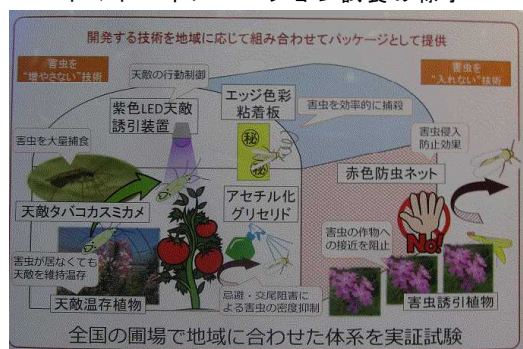 開発する技術を地域に応じて組み合わせてパッケージとして提供
害虫を
"増やさない"技術
天敵の行動制御
害虫を
"入れない"技術
紫色LED天敵
誘引装置
エッジ色彩
粘着板
害虫を効率的に捕殺
害虫を大量捕食
秘
秘
害虫侵入
防止効果
赤色防虫ネット
天敵タバコカスミカメ
アセチル化
グリセリド
害虫の作物へ
の接近を阻止
No!
害虫が居なくても
天敵を維持温存
天敵温存植物
忌避・交尾阻害に
よる害虫の密度抑制
害虫誘引植物
全国の圃場で地域に合わせた体系を実証試験